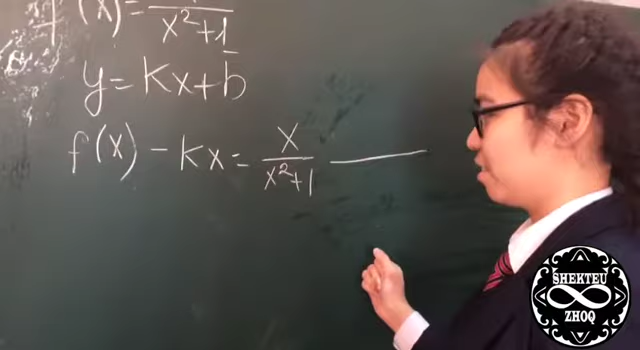 f(x)=x/(x²+1)
y=kx+b
f(x)-kx=x/(x²+1) —
SHEKTEU
ZHOQ